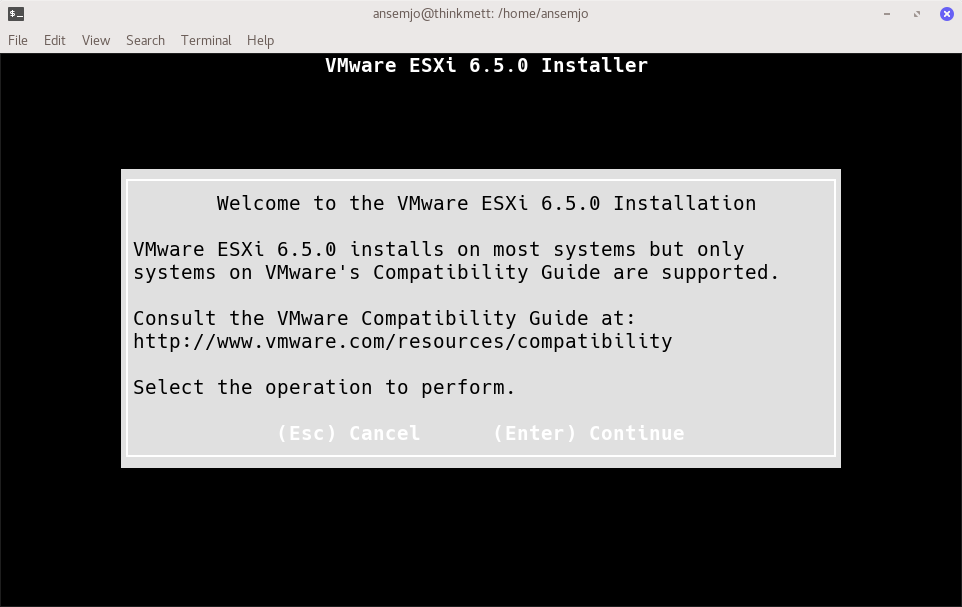 ansemjo@thinkmett: /home/ansemjo
File Edit View Search Terminal Help
VMware ESXi 6.5.0 Installer
Welcome to the VMware ESXi 6.5.0 Installation
VMware ESXi 6.5.0 installs on most systems but only
systems on VMware's Compatibility Guide are supported.
Consult the VMware Compatibility Guide at:
http://www.vmware.com/resources/compatibility
Select the operation to perform.
(Esc) Cancel (Enter) Continue